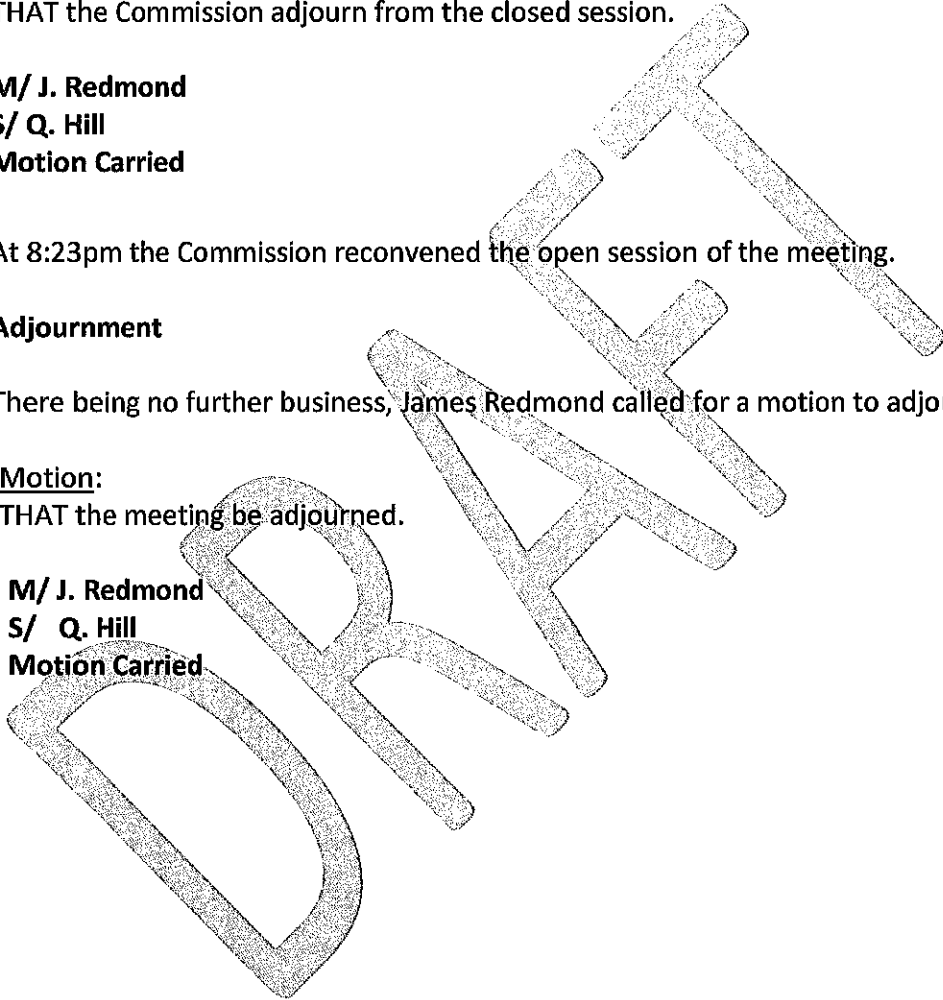 THAT the Commission adjourn from the closed session.
M/ J. Redmond
S/ Q. Hill
Motion Carried
At 8:23pm the Commission reconvened the open session of the meeting.
Adjournment
There being no further business, James Redmond called for a motion to adjo
Motion:
THAT the meeting be adjourned.
M/ J. Redmond
S/ Q. Hill
Motion Carried
DRAFT